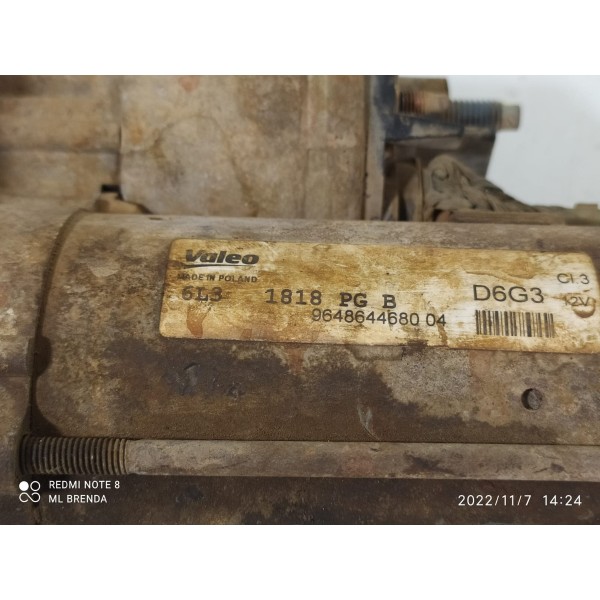 Valeo
MADE IN POLAND
6L3 1818 PG B D6G3 Cl.3
9648644680 04 12V
REDMI NOTE 8
ML BRENDA
2022/11/7 14:24